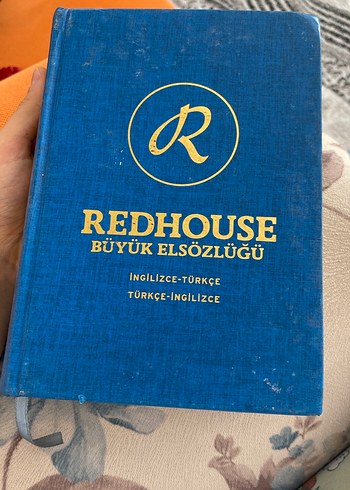 R
REDHOUSE
BÜYÜK ELSÖZLÜĞÜ
İNGİLİZCE-TÜRKÇE
TÜRKÇE-İNGİLİZCE